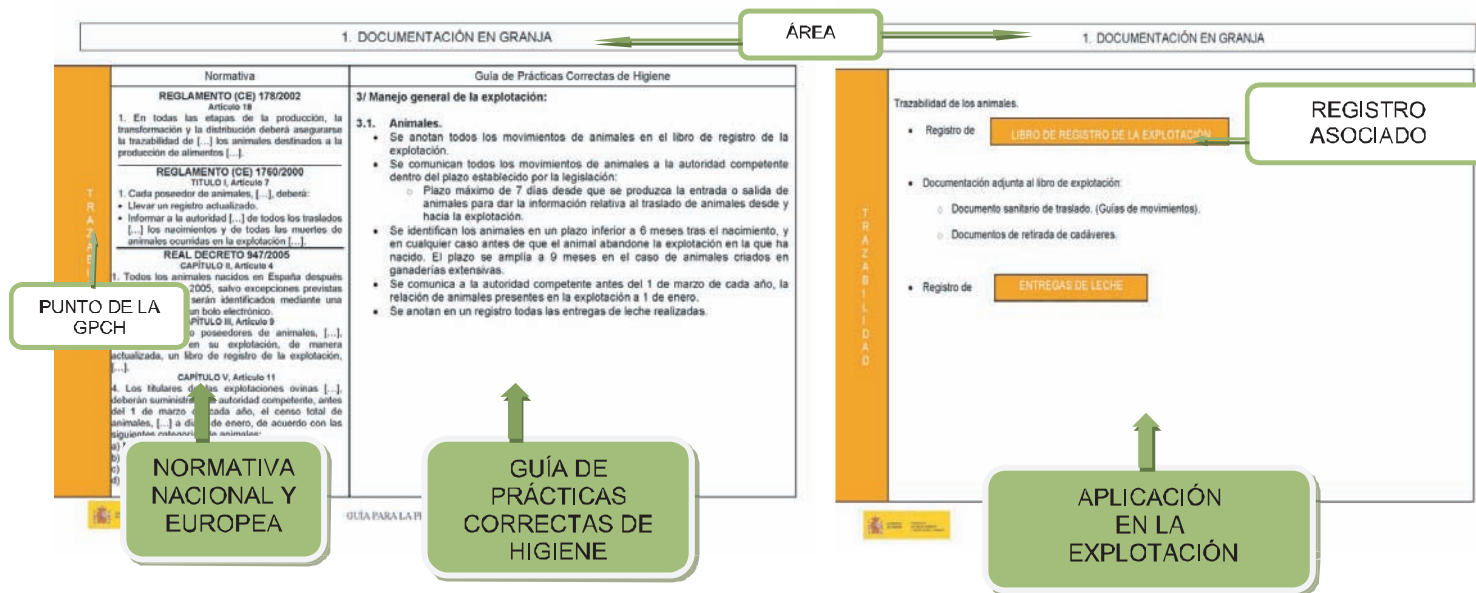 ÁREA
1. DOCUMENTACIÓN EN GRANJA
Normativa
Guía de Prácticas Correctas de Higiene
TRAZABI
REGLAMENTO (CE) 178/2002
Artículo 18
1. En todas las etapas de la producción, la
transformación y la distribución deberá asegurarse
la trazabilidad de […] los animales destinados a la
producción de alimentos […].
REGLAMENTO (CE) 1760/2000
TITULO I, Artículo 7
1. Cada poseedor de animales, […], deberá:
• Llevar un registro actualizado.
• Informar a la autoridad […] de todos los traslados
[…] los nacimientos y de todas las muertes de
animales ocurridas en la explotación […].
REAL DECRETO 947/2005
CAPÍTULO II, Artículo 4
1. Todos los animales nacidos en España después
2005, salvo excepciones previstas
serán identificados mediante una
un bolo electrónico.
CAPÍTULO III, Artículo 9
poseedores de animales, […],
en su explotación, de manera
actualizada, un libro de registro de la explotación,
[…].
CAPÍTULO V, Artículo 11
4. Los titulares de las explotaciones ovinas […],
deberán autoridad competente, antes
del 1 de marzo cada año, el censo total de
animales, […] a de enero, de acuerdo con las
siguientes categorías de animales:
a)
b)
c)
d)
3/ Manejo general de la explotación:
3.1. Animales.
• Se anotan todos los movimientos de animales en el libro de registro de la
explotación.
• Se comunican todos los movimientos de animales a la autoridad competente
dentro del plazo establecido por la legislación:
○ Plazo máximo de 7 días desde que se produzca la entrada o salida de
animales para dar la información relativa al traslado de animales desde y
hacia la explotación.
• Se identifican los animales en un plazo inferior a 6 meses tras el nacimiento, y
en cualquier caso antes de que el animal abandone la explotación en la que ha
nacido. El plazo se amplía a 9 meses en el caso de animales criados en
ganaderías extensivas.
• Se comunica a la autoridad competente antes del 1 de marzo de cada año, la
relación de animales presentes en la explotación a 1 de enero.
• Se anotan en un registro todas las entregas de leche realizadas.
PUNTO DE LA
GPCH
NORMATIVA
NACIONAL Y
EUROPEA
GUÍA PARA LA
GUÍA DE
PRÁCTICAS
CORRECTAS DE
HIGIENE
1. DOCUMENTACIÓN EN GRANJA
TRAZABILIDAD
Trazabilidad de los animales.
• Registro de LIBRO DE REGISTRO DE LA EXPLOTACIÓN
REGISTRO
ASOCIADO
• Documentación adjunta al libro de explotación:
○ Documento sanitario de traslado. (Guías de movimientos).
○ Documentos de retirada de cadáveres.
• Registro de ENTREGAS DE LECHE
APLICACIÓN
EN LA
EXPLOTACIÓN